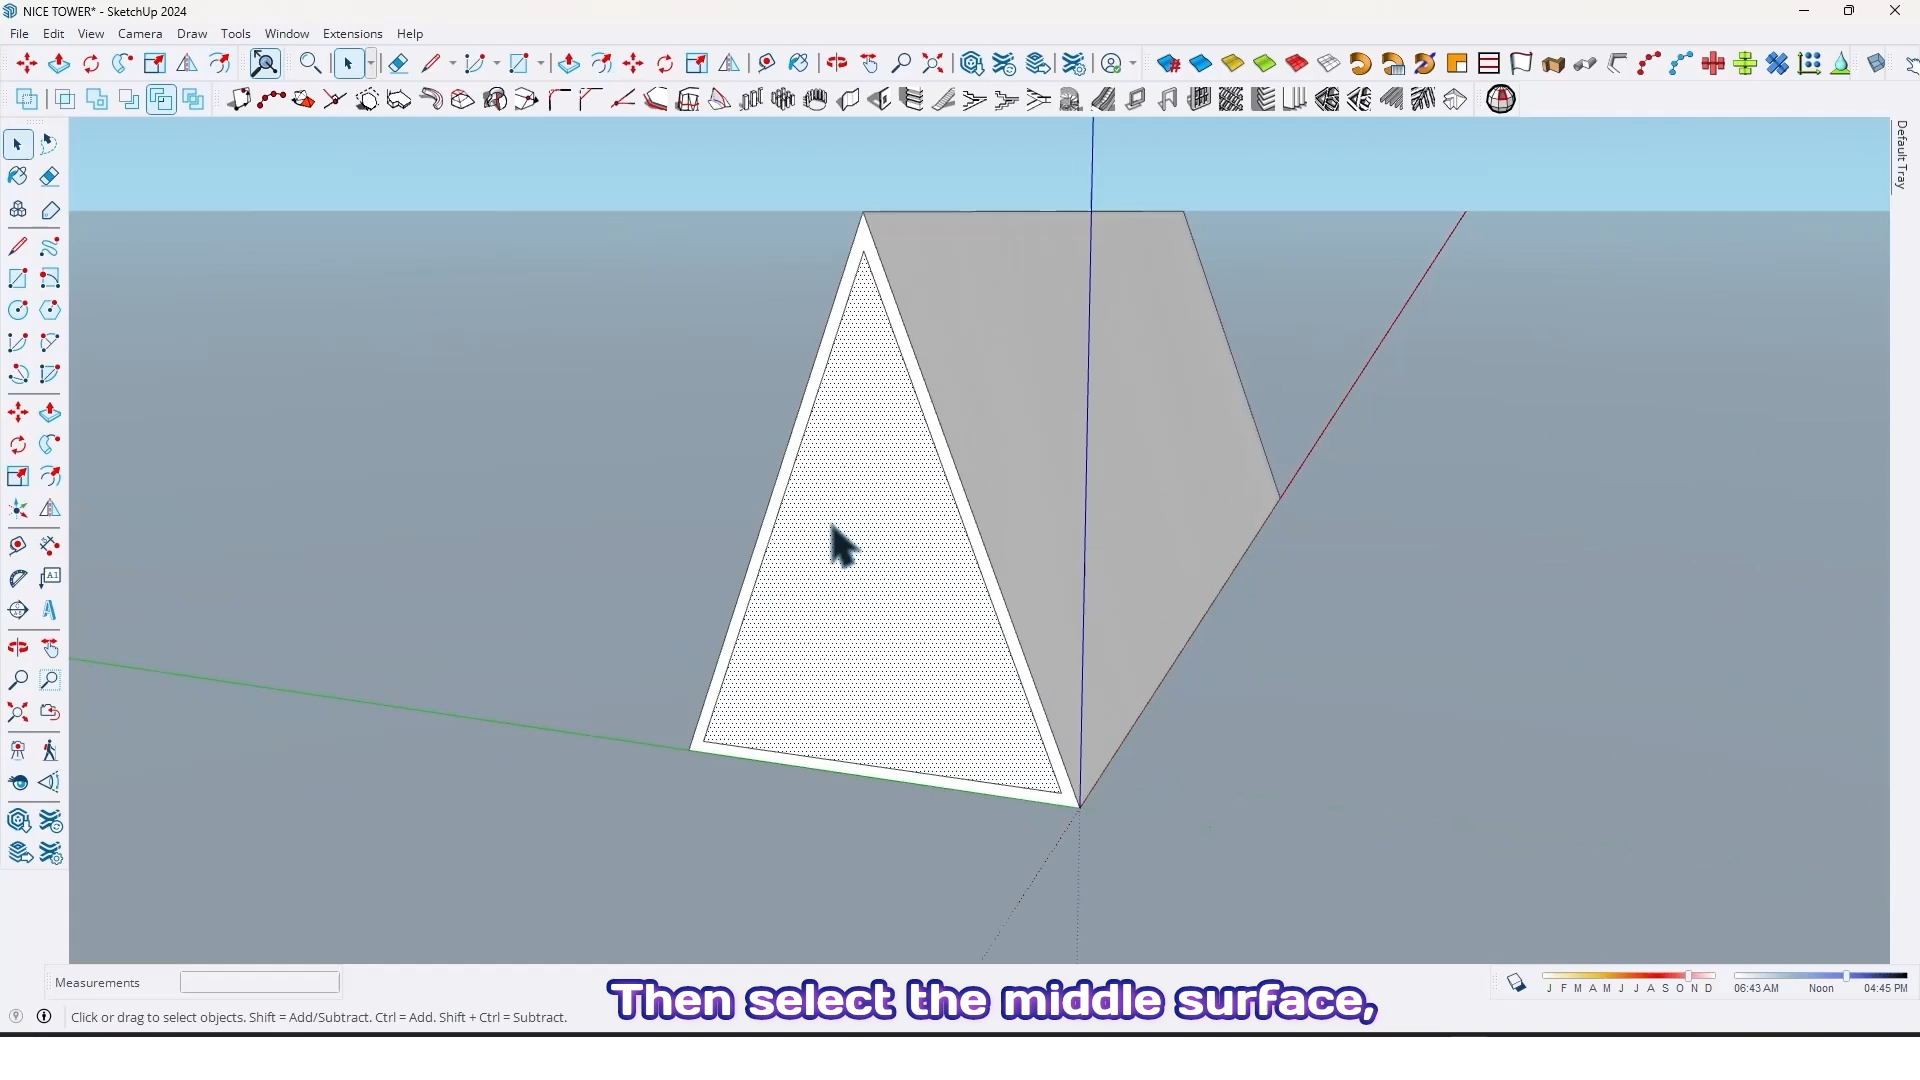 NICE TOWER* - SketchUp 2024
File Edit View Camera Draw Tools Window Extensions Help
Default Tray
A1
A
Measurements
Then select the middle surface,
J F M A M J J A S O N D
06:43 AM Noon 04:45 PM
Click or drag to select objects. Shift = Add/Subtract. Ctrl = Add. Shift + Ctrl = Subtract.